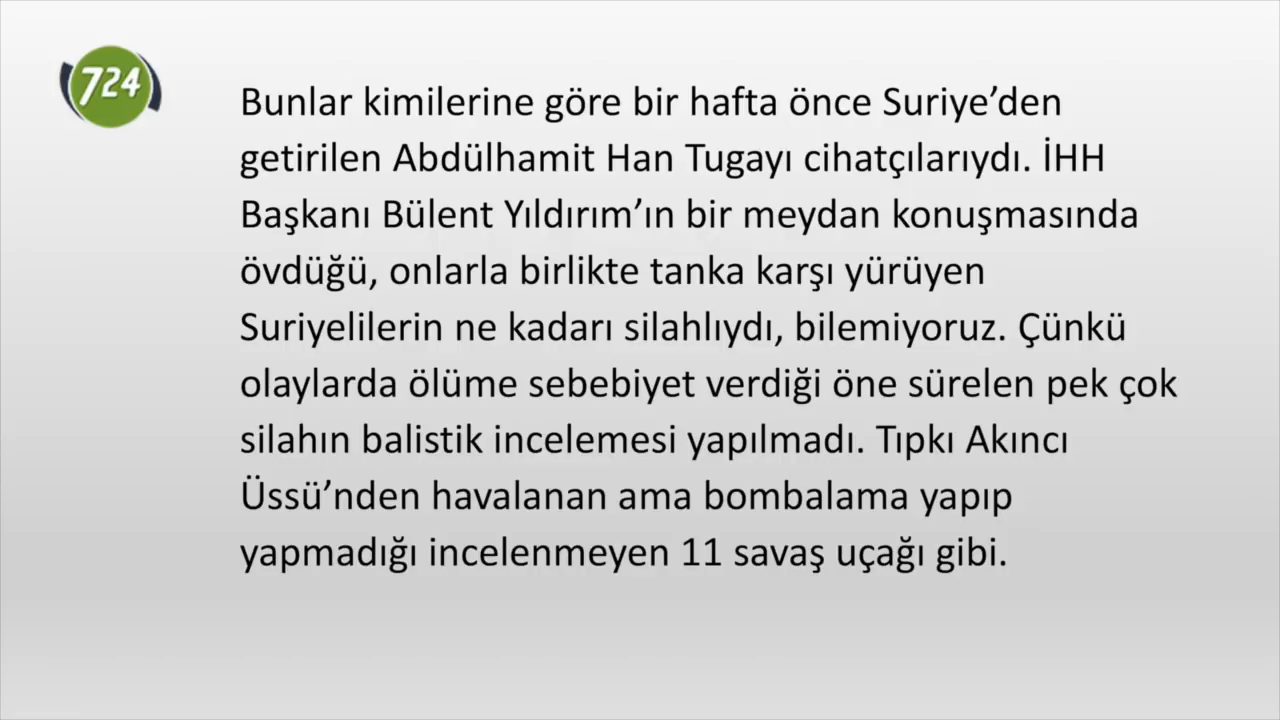 724
Bunlar kimilerine göre bir hafta önce Suriye’den
getirilen Abdülhamit Han Tugayı cihatçılarıydı. İHH
Başkanı Bülent Yıldırım’ın bir meydan konuşmasında
övdüğü, onlarla birlikte tanka karşı yürüyen
Suriyelilerin ne kadarı silahlıydı, bilemiyoruz. Çünkü
olaylarda ölüme sebebiyet verdiği öne sürelen pek çok
silahın balistik incelemesi yapılmadı. Tıpkı Akıncı
Üssü’nden havalanan ama bombalama yapıp
yapmadığı incelenmeyen 11 savaş uçağı gibi.